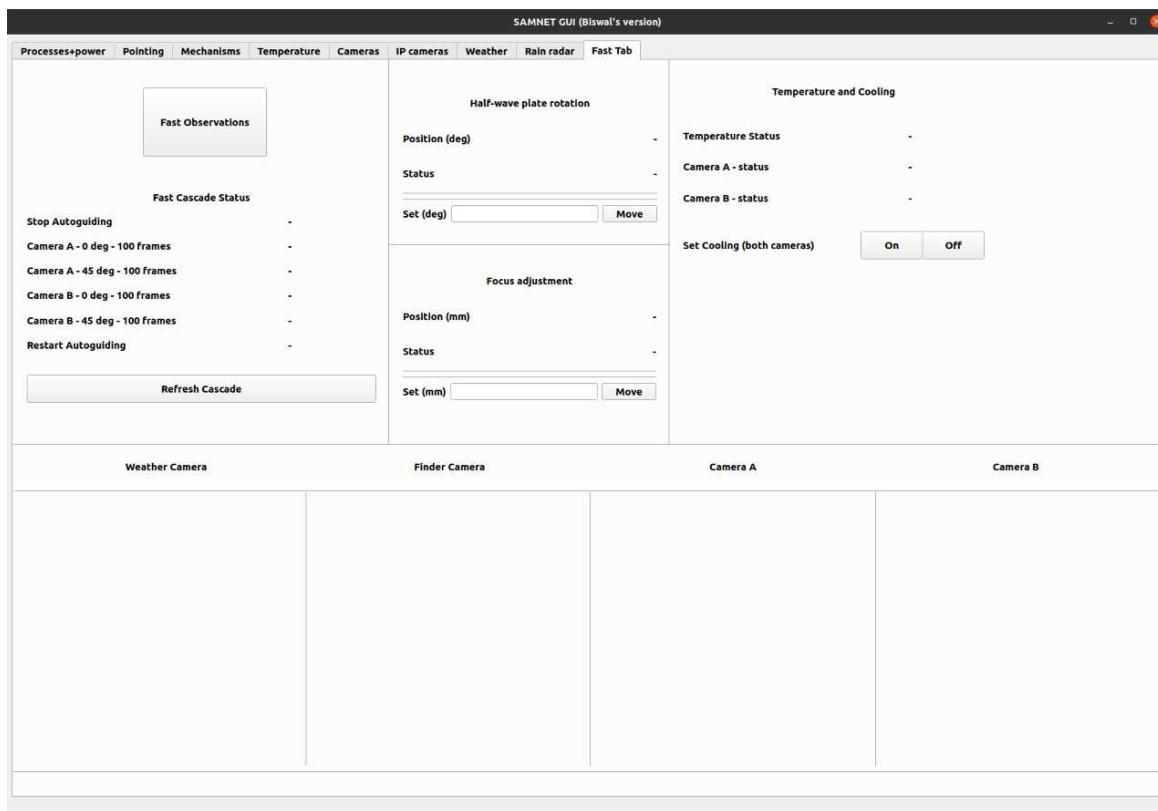 SAMNET GUI (Biswal's version)
Processes+power Pointing Mechanisms Temperature Cameras IP cameras Weather Rain radar Fast Tab
Fast Observations
Fast Cascade Status
Stop Autoguiding -
Camera A - 0 deg - 100 frames -
Camera A - 45 deg - 100 frames -
Camera B - 0 deg - 100 frames -
Camera B - 45 deg - 100 frames -
Restart Autoguiding -
Refresh Cascade
Half-wave plate rotation
Position (deg) -
Status -
Set (deg) Move
Focus adjustment
Position (mm) -
Status -
Set (mm) Move
Temperature and Cooling
Temperature Status -
Camera A - status -
Camera B - status -
Set Cooling (both cameras) On Off
Weather Camera Finder Camera Camera A Camera B